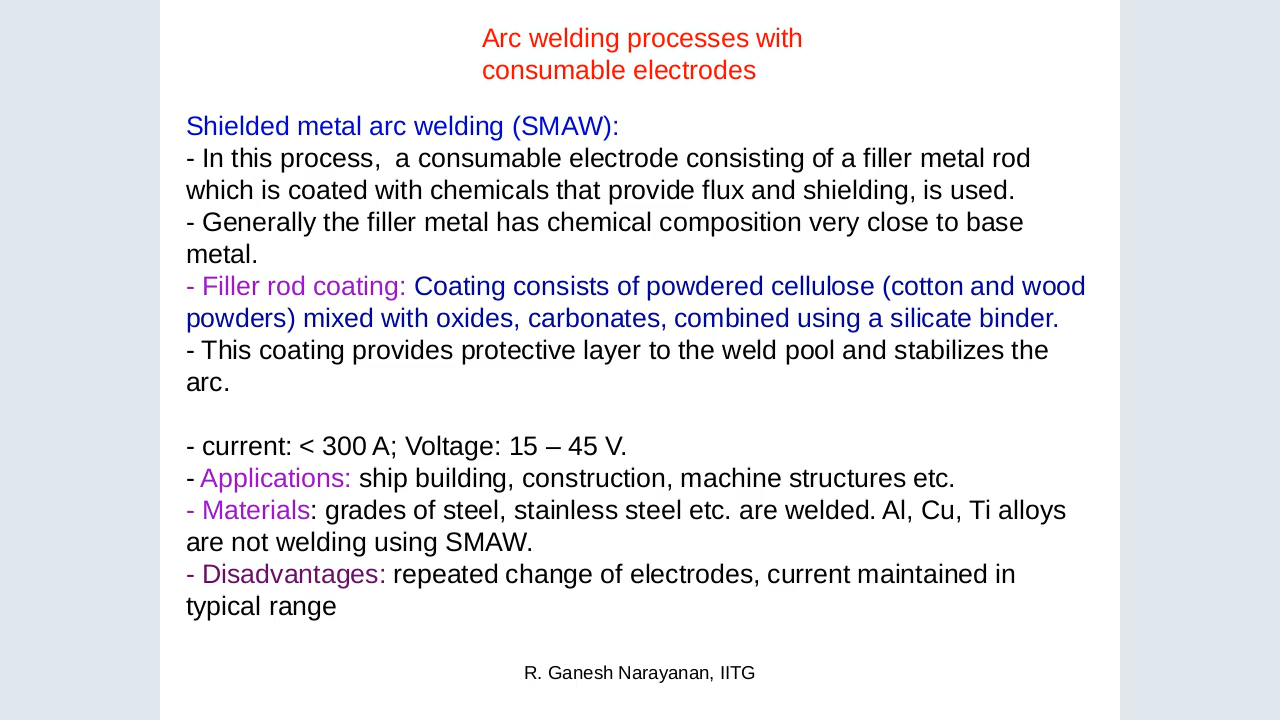 Arc welding processes with
consumable electrodes
Shielded metal arc welding (SMAW):
- In this process,  a consumable electrode consisting of a filler metal rod
which is coated with chemicals that provide flux and shielding, is used.
- Generally the filler metal has chemical composition very close to base
metal.
- Filler rod coating: Coating consists of powdered cellulose (cotton and wood
powders) mixed with oxides, carbonates, combined using a silicate binder.
- This coating provides protective layer to the weld pool and stabilizes the
arc.
- current: < 300 A; Voltage: 15 – 45 V.
- Applications: ship building, construction, machine structures etc.
- Materials: grades of steel, stainless steel etc. are welded. Al, Cu, Ti alloys
are not welding using SMAW.
- Disadvantages: repeated change of electrodes, current maintained in
typical range
R. Ganesh Narayanan, IITG